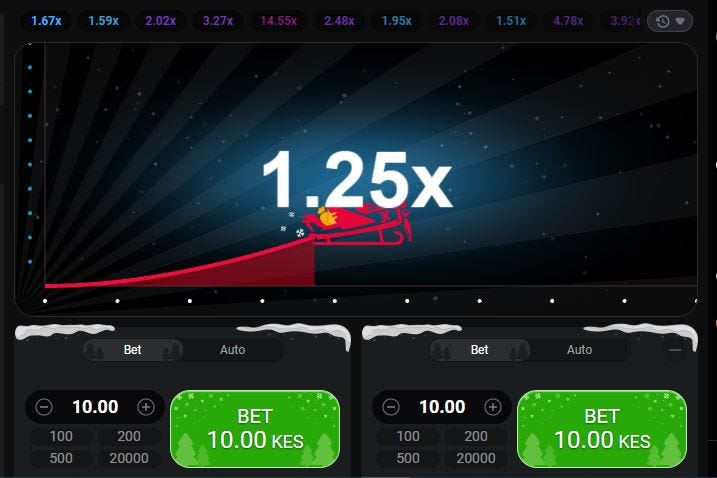 1.67x 1.59x 2.02x 3.27x 14.55x 2.48x 1.95x 2.08x 1.51x 4.78x 3.92x
1.25x
Bet Auto Bet Auto
10.00 BET 10.00 BET
100 200 10.00 KES 100 200 10.00 KES
500 20000 500 20000